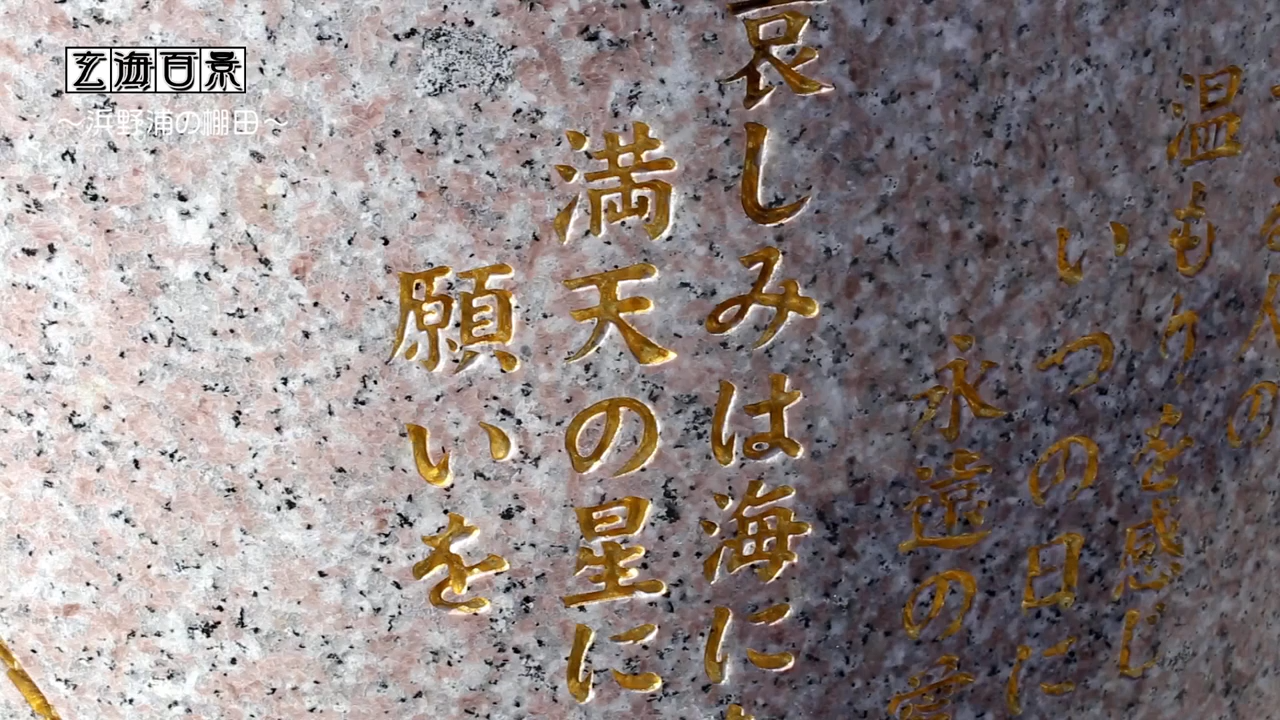 玄海百景
～浜野浦の棚田～
温もりを感じ
いつの日に
永遠の
哀しみは海に
満天の星に
願いを